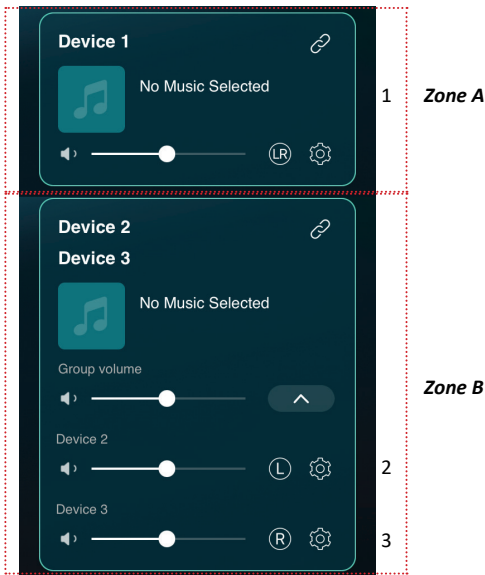 Device 1
No Music Selected
LR
1
Zone A
Device 2
Device 3
No Music Selected
Group volume
Zone B
Device 2
L
2
Device 3
R
3